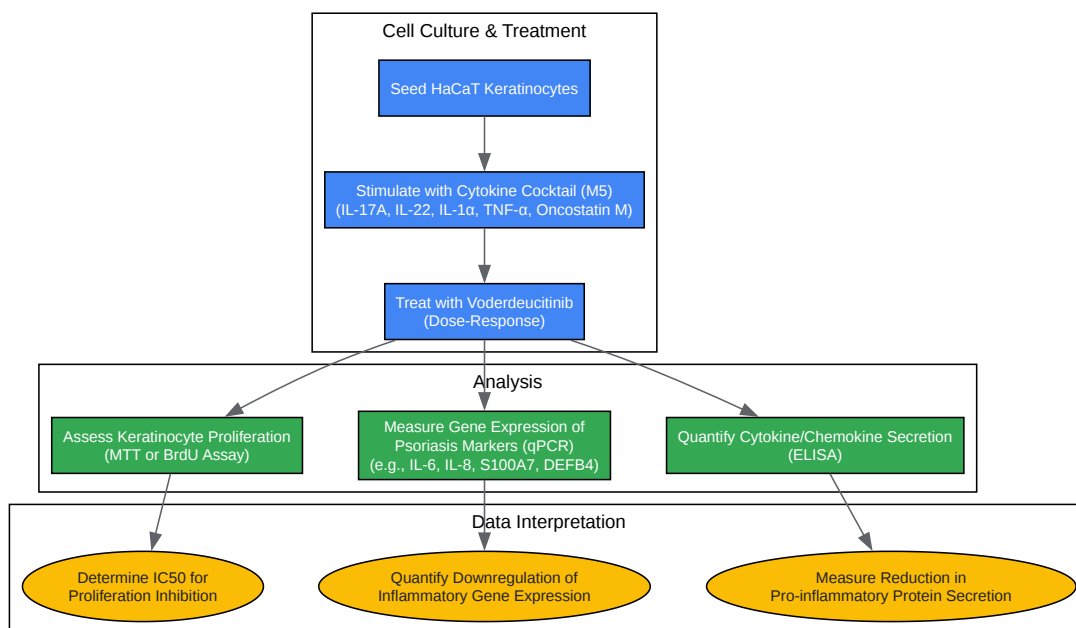 Cell Culture & Treatment
Seed HaCaT Keratinocytes
Stimulate with Cytokine Cocktail (M5)
(IL-17A, IL-22, IL-1α, TNF-α, Oncostatin M)
Treat with Voderdeucitinib
(Dose-Response)
Analysis
Assess Keratinocyte Proliferation
(MTT or BrdU Assay)
Measure Gene Expression of
Psoriasis Markers (qPCR)
(e.g., IL-6, IL-8, S100A7, DEFB4)
Quantify Cytokine/Chemokine Secretion
(ELISA)
Data Interpretation
Determine IC50 for
Proliferation Inhibition
Quantify Downregulation of
Inflammatory Gene Expression
Measure Reduction in
Pro-inflammatory Protein Secretion